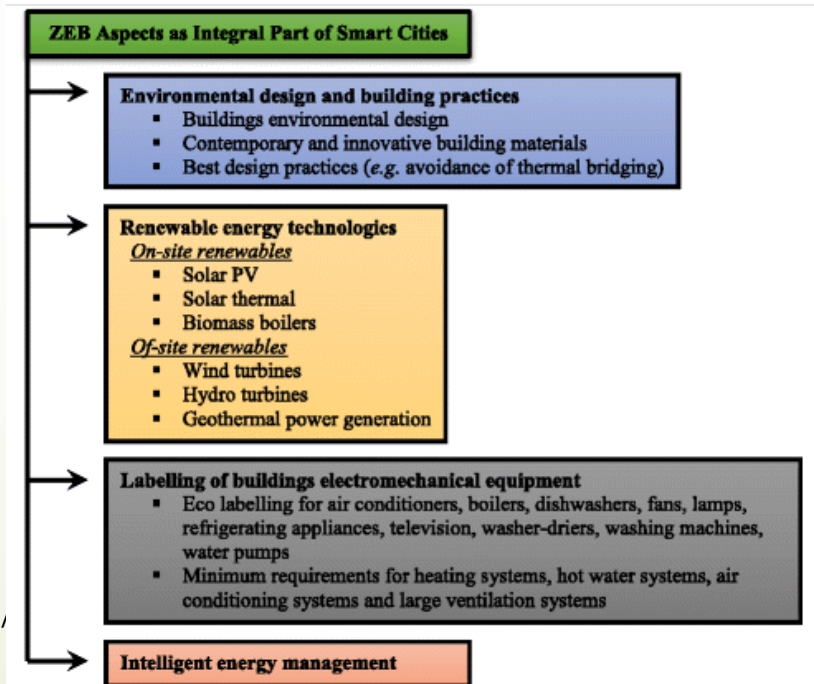 ZEB Aspects as Integral Part of Smart Cities
Environmental design and building practices
▪ Buildings environmental design
▪ Contemporary and innovative building materials
▪ Best design practices (e.g. avoidance of thermal bridging)
Renewable energy technologies
On-site renewables
▪ Solar PV
▪ Solar thermal
▪ Biomass boilers
Of-site renewables
▪ Wind turbines
▪ Hydro turbines
▪ Geothermal power generation
Labelling of buildings electromechanical equipment
▪ Eco labelling for air conditioners, boilers, dishwashers, fans, lamps,
refrigerating appliances, television, washer-driers, washing machines,
water pumps
▪ Minimum requirements for heating systems, hot water systems, air
conditioning systems and large ventilation systems
Intelligent energy management